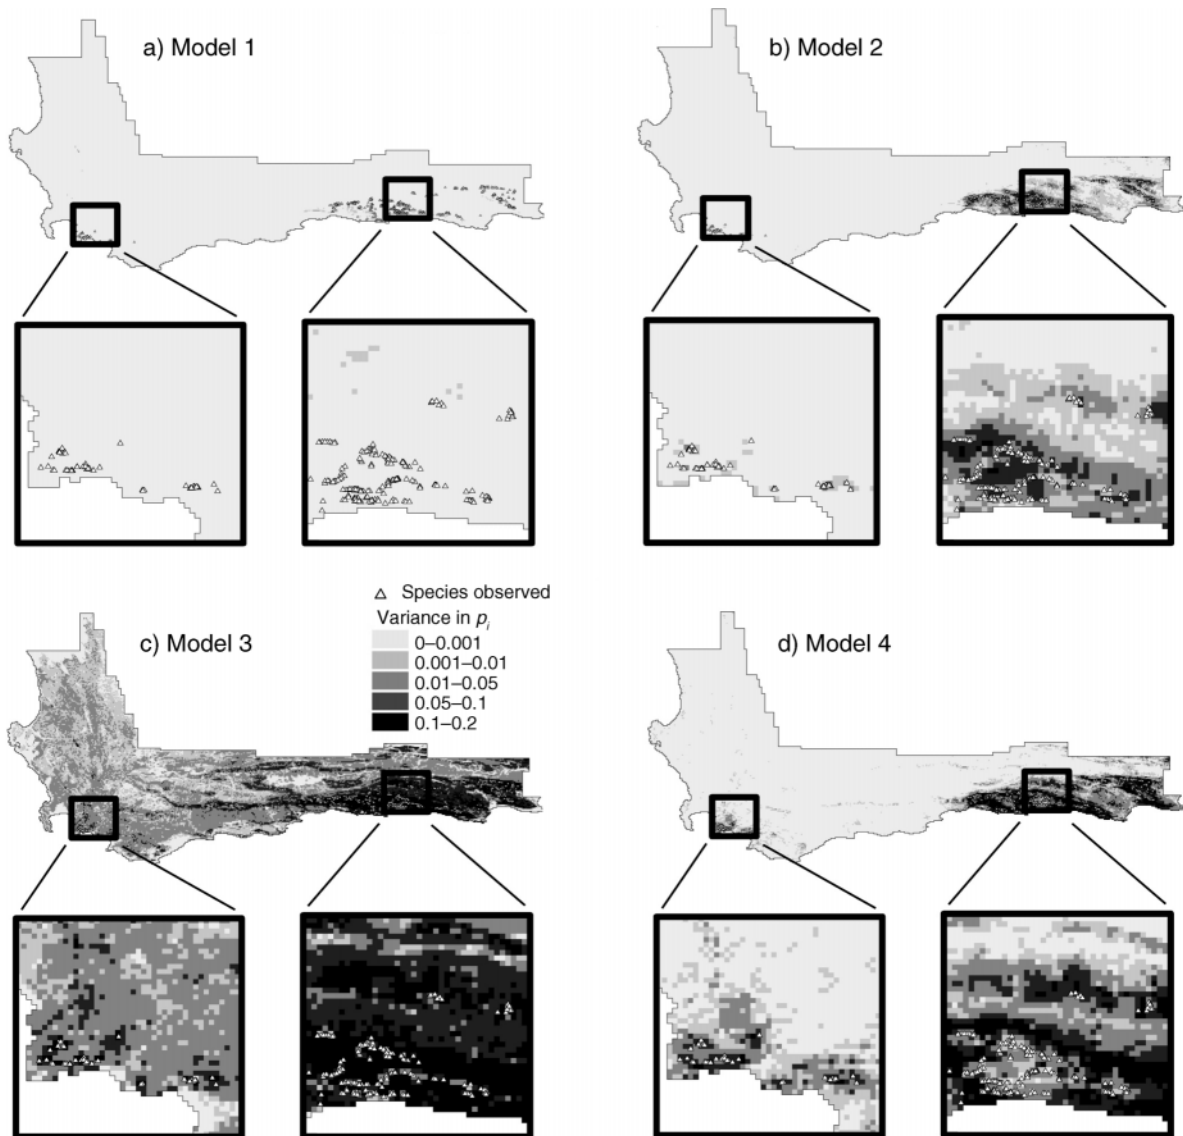 a) Model 1
b) Model 2
△ Species observed
Variance in pᵢ
c) Model 3
0–0.001
0.001–0.01
0.01–0.05
0.05–0.1
0.1–0.2
d) Model 4